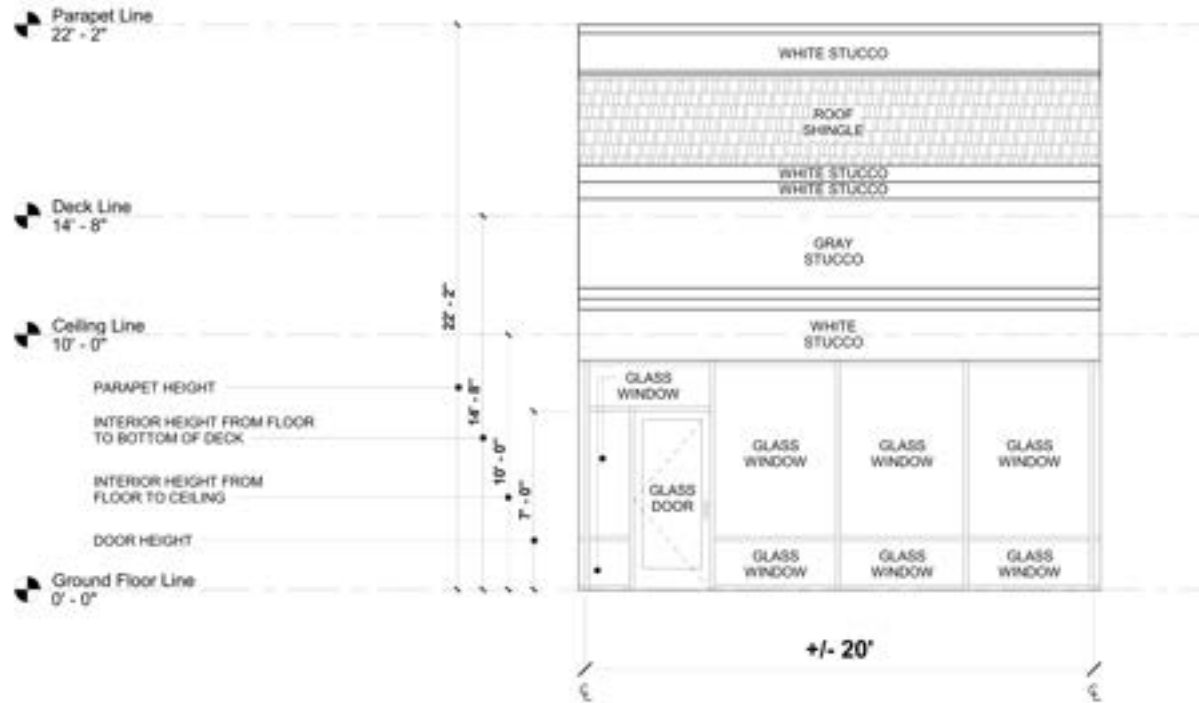 Parapet Line
22' - 2"
WHITE STUCCO
ROOF
SHINGLE
WHITE STUCCO
WHITE STUCCO
Deck Line
14' - 8"
GRAY
STUCCO
22' - 2"
Ceiling Line
10' - 0"
WHITE
STUCCO
PARAPET HEIGHT
GLASS
WINDOW
14' - 8"
INTERIOR HEIGHT FROM FLOOR
TO BOTTOM OF DECK
10' - 0"
GLASS
WINDOW
GLASS
WINDOW
GLASS
WINDOW
INTERIOR HEIGHT FROM
FLOOR TO CEILING
7' - 0"
GLASS
DOOR
DOOR HEIGHT
GLASS
WINDOW
GLASS
WINDOW
GLASS
WINDOW
Ground Floor Line
0' - 0"
+/- 20'
℄
℄